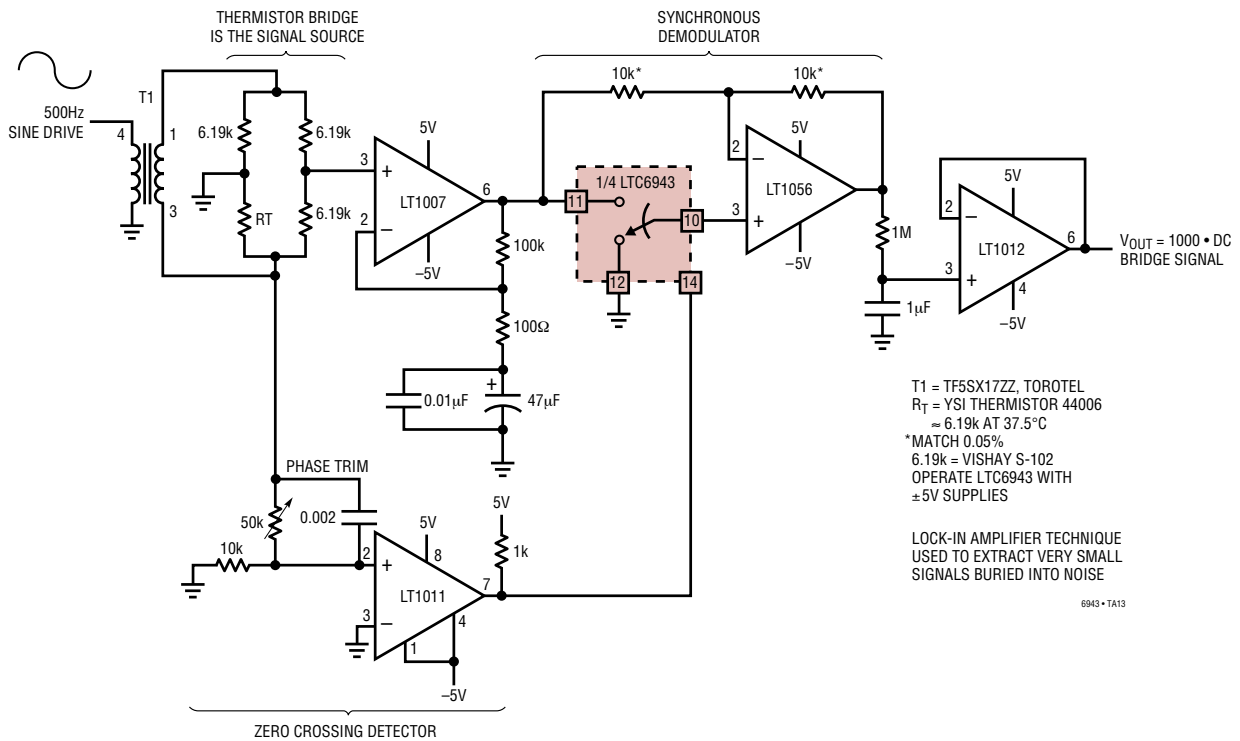 THERMISTOR BRIDGE
IS THE SIGNAL SOURCE
SYNCHRONOUS
DEMODULATOR
500Hz
SINE DRIVE
T1
4
1
3
6.19k
6.19k
RT
6.19k
3
+
2
–
5V
LT1007
–5V
6
100k
100Ω
0.01µF
+
47µF
10k*
10k*
11
1/4 LTC6943
10
12
14
5V
2
–
LT1056
3
+
–5V
1M
1µF
5V
2
–
LT1012
3
+
6
4
–5V
VOUT = 1000 • DC
BRIDGE SIGNAL
T1 = TF5SX17ZZ, TOROTEL
RT = YSI THERMISTOR 44006
≈ 6.19k AT 37.5°C
*MATCH 0.05%
6.19k = VISHAY S-102
OPERATE LTC6943 WITH
±5V SUPPLIES
LOCK-IN AMPLIFIER TECHNIQUE
USED TO EXTRACT VERY SMALL
SIGNALS BURIED INTO NOISE
6943 • TA13
PHASE TRIM
50k
0.002
10k
5V
8
2
+
3
–
LT1011
1
4
7
5V
1k
–5V
ZERO CROSSING DETECTOR